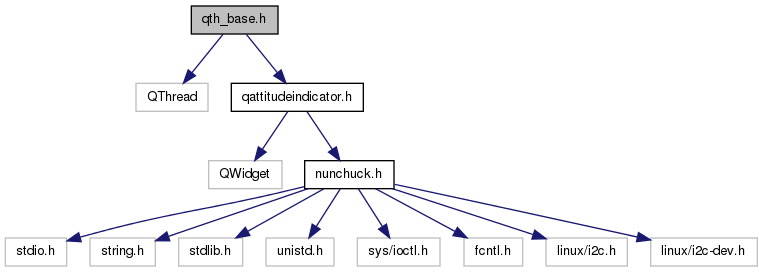 qth_base.h
QThread
qattitudeindicator.h
QWidget
nunchuck.h
stdio.h
string.h
stdlib.h
unistd.h
sys/ioctl.h
fcntl.h
linux/i2c.h
linux/i2c-dev.h